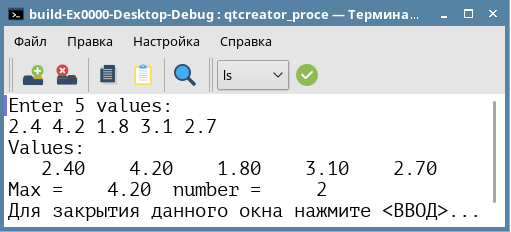 build-Ex0000-Desktop-Debug : qtcreator_proce — Термина...
Файл Правка Настройка Справка
ls
Enter 5 values:
2.4 4.2 1.8 3.1 2.7
Values:
2.40 4.20 1.80 3.10 2.70
Max = 4.20 number = 2
Для закрытия данного окна нажмите <ВВОД>...